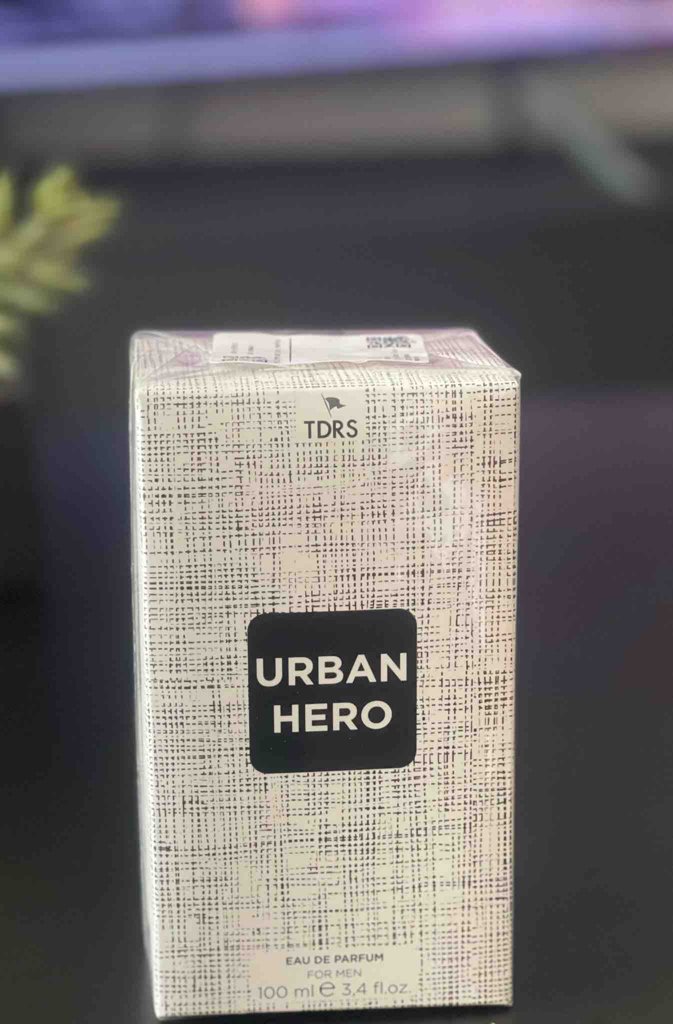 TDRS
URBAN
HERO
EAU DE PARFUM
FOR MEN
100 ml ℮ 3,4 fl.oz.